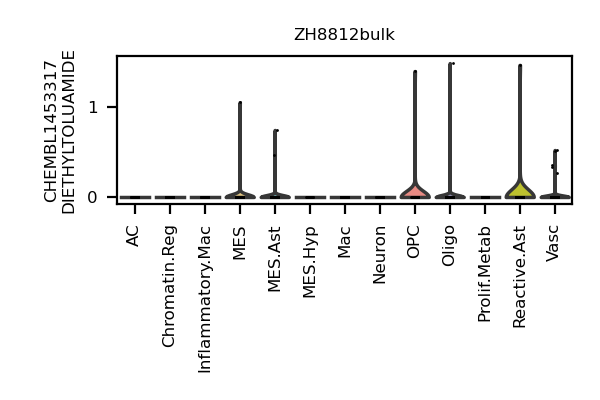 ZH8812bulk
CHEMBL1453317
DIETHYLTOLUAMIDE
1
0
AC
Chromatin.Reg
Inflammatory.Mac
MES
MES.Ast
MES.Hyp
Mac
Neuron
OPC
Oligo
Prolif.Metab
Reactive.Ast
Vasc